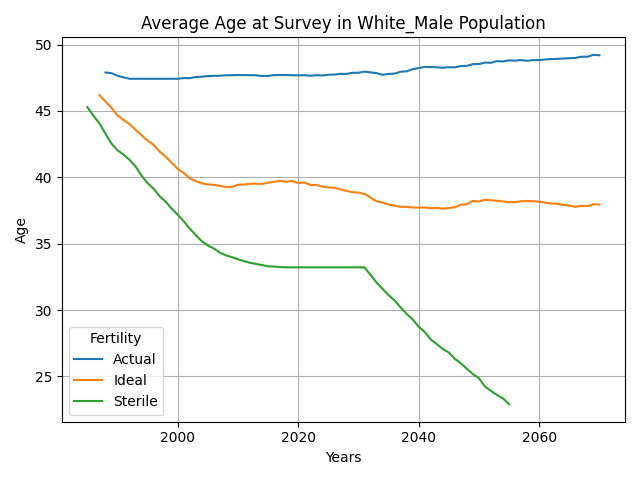 Average Age at Survey in White_Male Population
Age
50
45
40
35
30
25
Fertility
Actual
Ideal
Sterile
2000 2020 2040 2060
Years